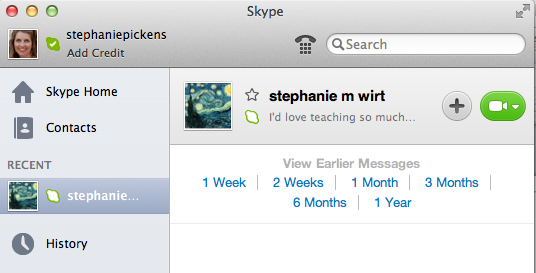 Skype
stephaniepickens
Add Credit
Search
Skype Home
Contacts
RECENT
stephanie...
History
stephanie m wirt
I'd love teaching so much...
View Earlier Messages
1 Week | 2 Weeks | 1 Month | 3 Months |
6 Months | 1 Year